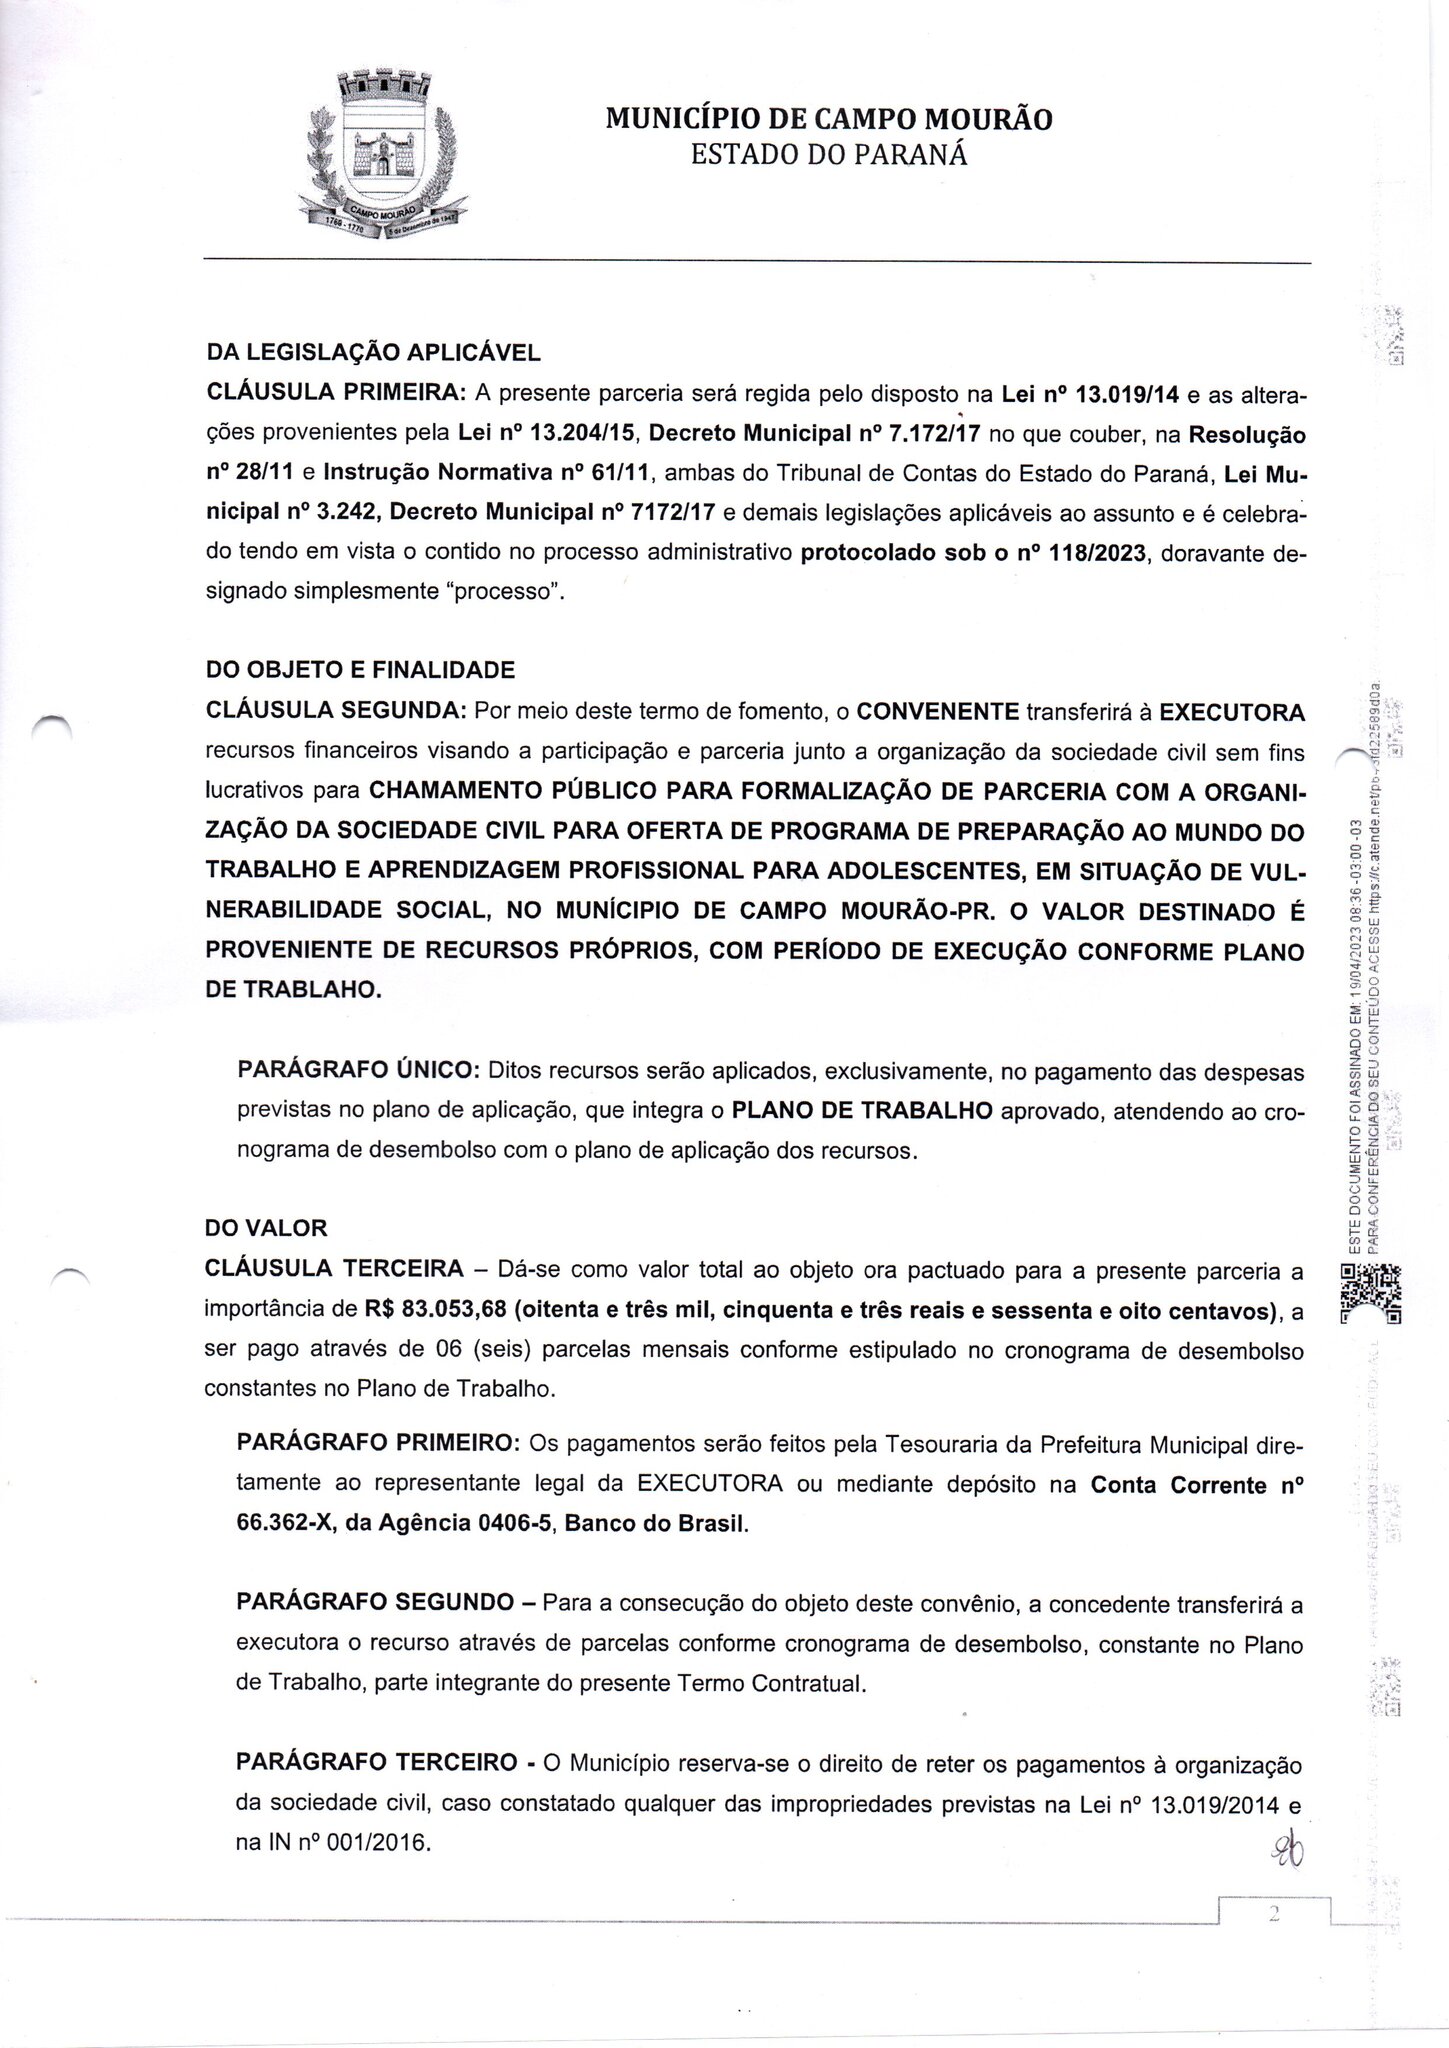 MUNICÍPIO DE CAMPO MOURÃO
ESTADO DO PARANÁ
CAMPO MOURÃO
1769 - 1770
5 de Dezembro de 1947
DA LEGISLAÇÃO APLICÁVEL
CLÁUSULA PRIMEIRA: A presente parceria será regida pelo disposto na Lei nº 13.019/14 e as altera-
ções provenientes pela Lei nº 13.204/15, Decreto Municipal nº 7.172/17 no que couber, na Resolução
nº 28/11 e Instrução Normativa nº 61/11, ambas do Tribunal de Contas do Estado do Paraná, Lei Mu-
nicipal nº 3.242, Decreto Municipal nº 7172/17 e demais legislações aplicáveis ao assunto e é celebra-
do tendo em vista o contido no processo administrativo protocolado sob o nº 118/2023, doravante de-
signado simplesmente “processo”.
DO OBJETO E FINALIDADE
CLÁUSULA SEGUNDA: Por meio deste termo de fomento, o CONVENENTE transferirá à EXECUTORA
recursos financeiros visando a participação e parceria junto a organização da sociedade civil sem fins
lucrativos para CHAMAMENTO PÚBLICO PARA FORMALIZAÇÃO DE PARCERIA COM A ORGANI-
ZAÇÃO DA SOCIEDADE CIVIL PARA OFERTA DE PROGRAMA DE PREPARAÇÃO AO MUNDO DO
TRABALHO E APRENDIZAGEM PROFISSIONAL PARA ADOLESCENTES, EM SITUAÇÃO DE VUL-
NERABILIDADE SOCIAL, NO MUNÍCIPIO DE CAMPO MOURÃO-PR. O VALOR DESTINADO É
PROVENIENTE DE RECURSOS PRÓPRIOS, COM PERÍODO DE EXECUÇÃO CONFORME PLANO
DE TRABLAHO.
PARÁGRAFO ÚNICO: Ditos recursos serão aplicados, exclusivamente, no pagamento das despesas
previstas no plano de aplicação, que integra o PLANO DE TRABALHO aprovado, atendendo ao cro-
nograma de desembolso com o plano de aplicação dos recursos.
DO VALOR
CLÁUSULA TERCEIRA – Dá-se como valor total ao objeto ora pactuado para a presente parceria a
importância de R$ 83.053,68 (oitenta e três mil, cinquenta e três reais e sessenta e oito centavos), a
ser pago através de 06 (seis) parcelas mensais conforme estipulado no cronograma de desembolso
constantes no Plano de Trabalho.
PARÁGRAFO PRIMEIRO: Os pagamentos serão feitos pela Tesouraria da Prefeitura Municipal dire-
tamente ao representante legal da EXECUTORA ou mediante depósito na Conta Corrente nº
66.362-X, da Agência 0406-5, Banco do Brasil.
PARÁGRAFO SEGUNDO – Para a consecução do objeto deste convênio, a concedente transferirá a
executora o recurso através de parcelas conforme cronograma de desembolso, constante no Plano
de Trabalho, parte integrante do presente Termo Contratual.
PARÁGRAFO TERCEIRO - O Município reserva-se o direito de reter os pagamentos à organização
da sociedade civil, caso constatado qualquer das impropriedades previstas na Lei nº 13.019/2014 e
na IN nº 001/2016.
2
ESTE DOCUMENTO FOI ASSINADO EM: 19/04/2023 08:36 -03:00 -03
PARA CONFERÊNCIA DO SEU CONTEÚDO ACESSE